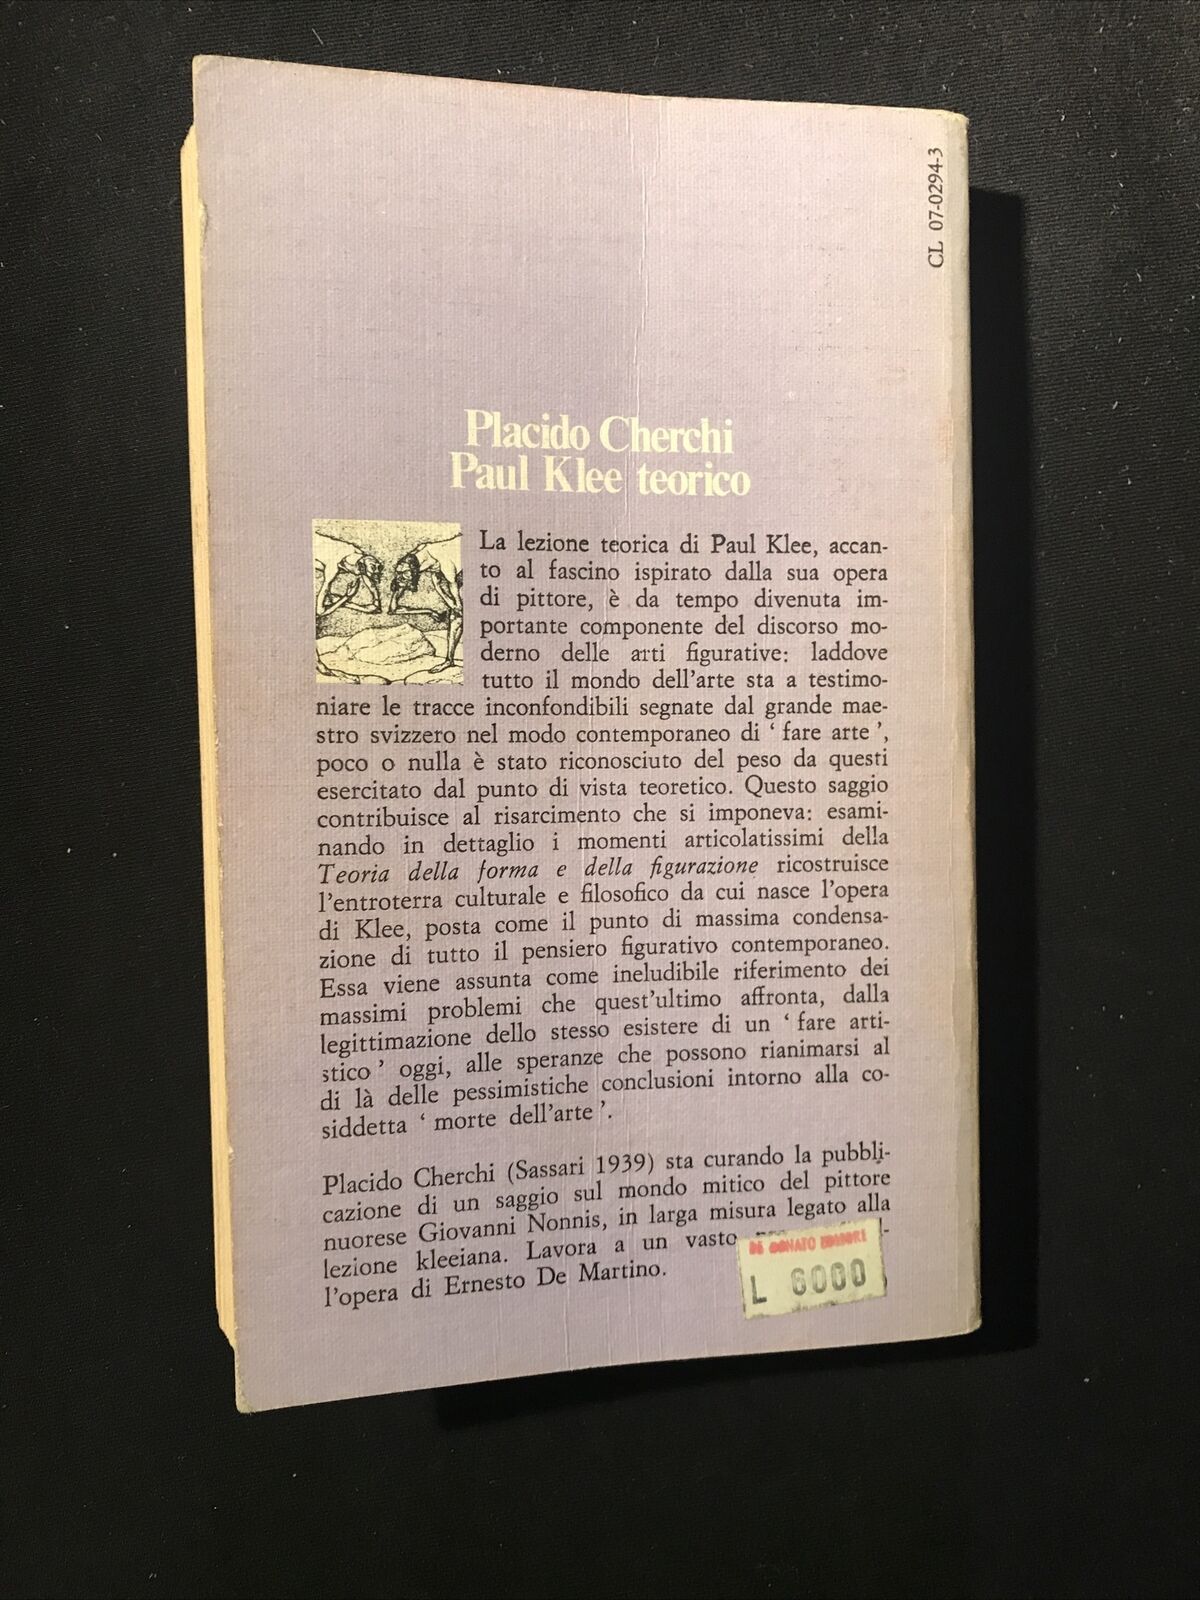 CL 07-0294-3
Placido Cherchi
Paul Klee teorico
La lezione teorica di Paul Klee, accan-
to al fascino ispirato dalla sua opera
di pittore, è da tempo divenuta im-
portante componente del discorso mo-
derno delle arti figurative: laddove
tutto il mondo dell'arte sta a testimo-
niare le tracce inconfondibili segnate dal grande mae-
stro svizzero nel modo contemporaneo di ' fare arte ',
poco o nulla è stato riconosciuto del peso da questi
esercitato dal punto di vista teoretico. Questo saggio
contribuisce al risarcimento che si imponeva: esami-
nando in dettaglio i momenti articolatissimi della
Teoria della forma e della figurazione ricostruisce
l'entroterra culturale e filosofico da cui nasce l'opera
di Klee, posta come il punto di massima condensa-
zione di tutto il pensiero figurativo contemporaneo.
Essa viene assunta come ineludibile riferimento dei
massimi problemi che quest'ultimo affronta, dalla
legittimazione dello stesso esistere di un ' fare arti-
stico ' oggi, alle speranze che possono rianimarsi al
di là delle pessimistiche conclusioni intorno alla co-
siddetta ' morte dell'arte '.
Placido Cherchi (Sassari 1939) sta curando la pubbli-
cazione di un saggio sul mondo mitico del pittore
nuorese Giovanni Nonnis, in larga misura legato alla
lezione kleeiana. Lavora a un vasto
l'opera di Ernesto De Martino.
DE DONATO EDITORE
L 6000